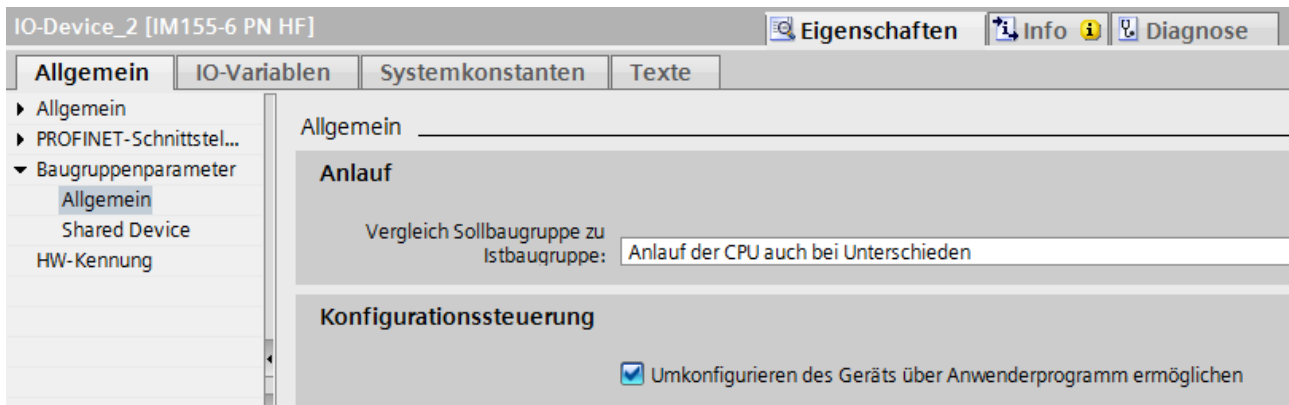 IO-Device_2 [IM155-6 PN HF]
Eigenschaften
Info
Diagnose
Allgemein
IO-Variablen
Systemkonstanten
Texte
Allgemein
PROFINET-Schnittstel...
Baugruppenparameter
Allgemein
Shared Device
HW-Kennung
Allgemein
Anlauf
Vergleich Sollbaugruppe zu
Istbaugruppe:
Anlauf der CPU auch bei Unterschieden
Konfigurationssteuerung
Umkonfigurieren des Geräts über Anwenderprogramm ermöglichen